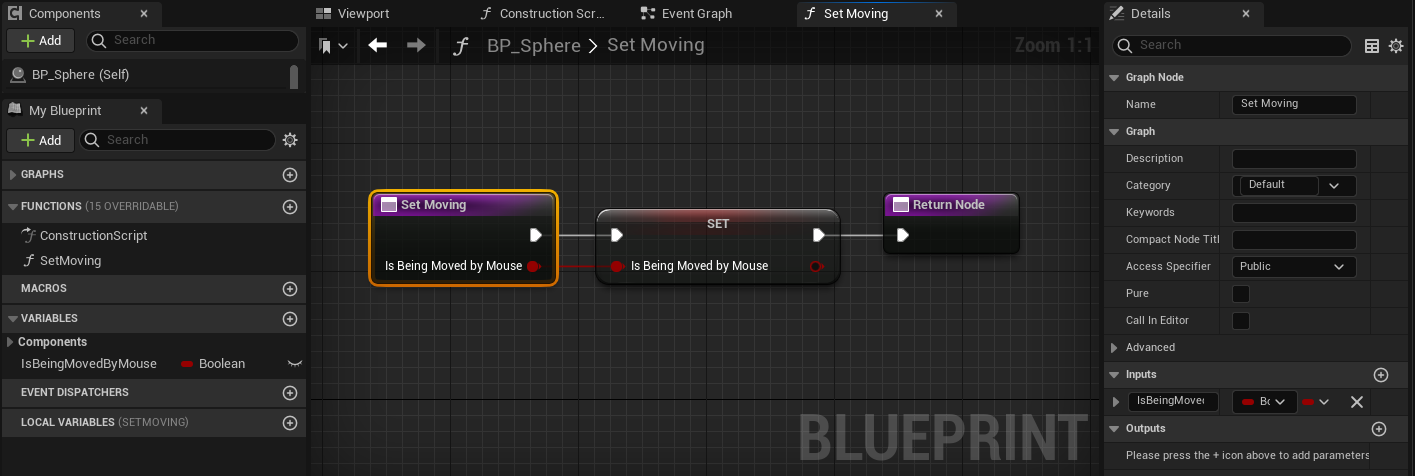 Components
Add
Search
BP_Sphere (Self)
My Blueprint
Add
Search
GRAPHS
FUNCTIONS (15 OVERRIDABLE)
ConstructionScript
SetMoving
MACROS
VARIABLES
Components
IsBeingMovedByMouse Boolean
EVENT DISPATCHERS
LOCAL VARIABLES (SETMOVING)
Viewport
Construction Scr...
Event Graph
Set Moving
BP_Sphere > Set Moving
Zoom 1:1
Set Moving
Is Being Moved by Mouse
SET
Is Being Moved by Mouse
Return Node
BLUEPRINT
Details
Search
Graph Node
Name Set Moving
Graph
Description
Category Default
Keywords
Compact Node Titl
Access Specifier Public
Pure
Call In Editor
Advanced
Inputs
IsBeingMove Bo
Outputs
Please press the + icon above to add parameters